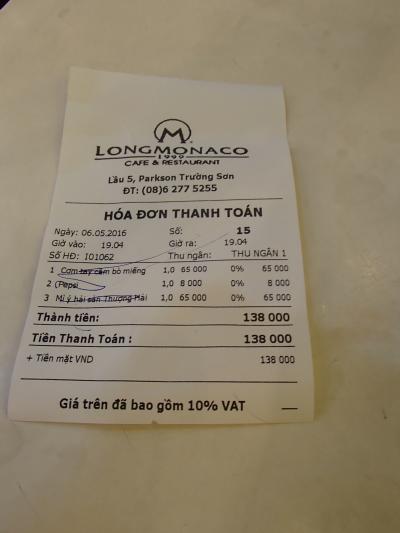 M
LONGMONACO
1999
CAFE & RESTAURANT
Lầu 5, Parkson Trường Sơn
ĐT: (08)6 277 5255
HÓA ĐƠN THANH TOÁN
Ngày: 06.05.2016 Số: 15
Giờ vào: 19.04 Giờ ra: 19.04
Số HĐ: I01062 Thu ngân: THU NGÂN 1
1 Cơm tay cầm bò miếng 1,0 65 000 0% 65 000
2 Pepsi 1,0 8 000 0% 8 000
3 Mì ý hải sản Thượng Hải 1,0 65 000 0% 65 000
Thành tiền: 138 000
Tiền Thanh Toán : 138 000
+ Tiền mặt VND 138 000
Giá trên đã bao gồm 10% VAT